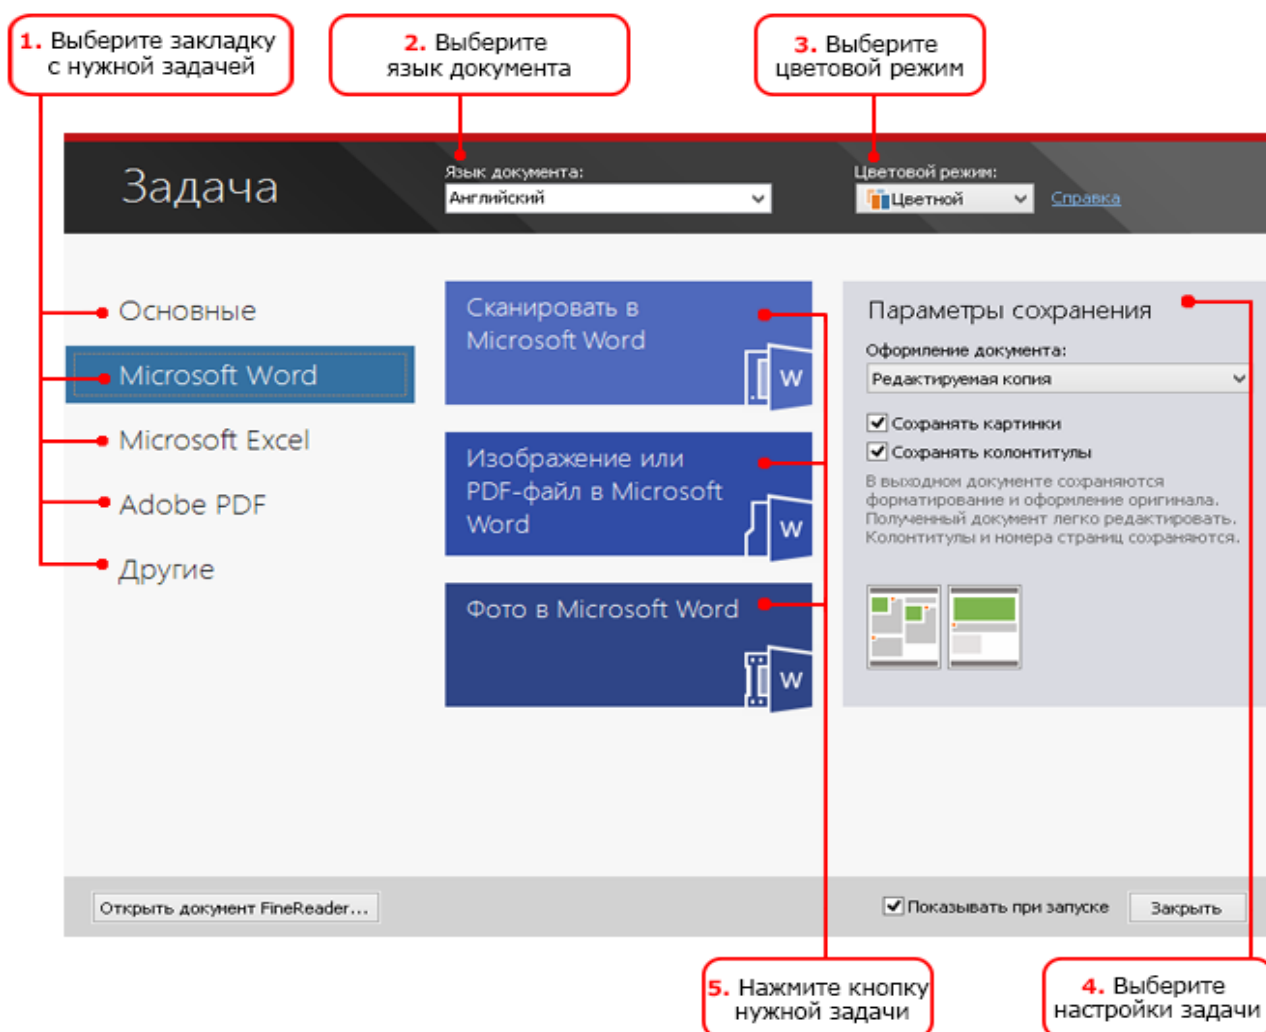 1. Выберите закладку
с нужной задачей
2. Выберите
язык документа
3. Выберите
цветовой режим
Задача
Язык документа:
Английский
Цветовой режим:
Цветной
Справка
Основные
Microsoft Word
Microsoft Excel
Adobe PDF
Другие
Сканировать в
Microsoft Word
W
Изображение или
PDF-файл в Microsoft
Word
W
Фото в Microsoft Word
W
Параметры сохранения
Оформление документа:
Редактируемая копия
Сохранять картинки
Сохранять колонтитулы
В выходном документе сохраняются
форматирование и оформление оригинала.
Полученный документ легко редактировать.
Колонтитулы и номера страниц сохраняются.
Открыть документ FineReader...
Показывать при запуске
Закрыть
5. Нажмите кнопку
нужной задачи
4. Выберите
настройки задачи